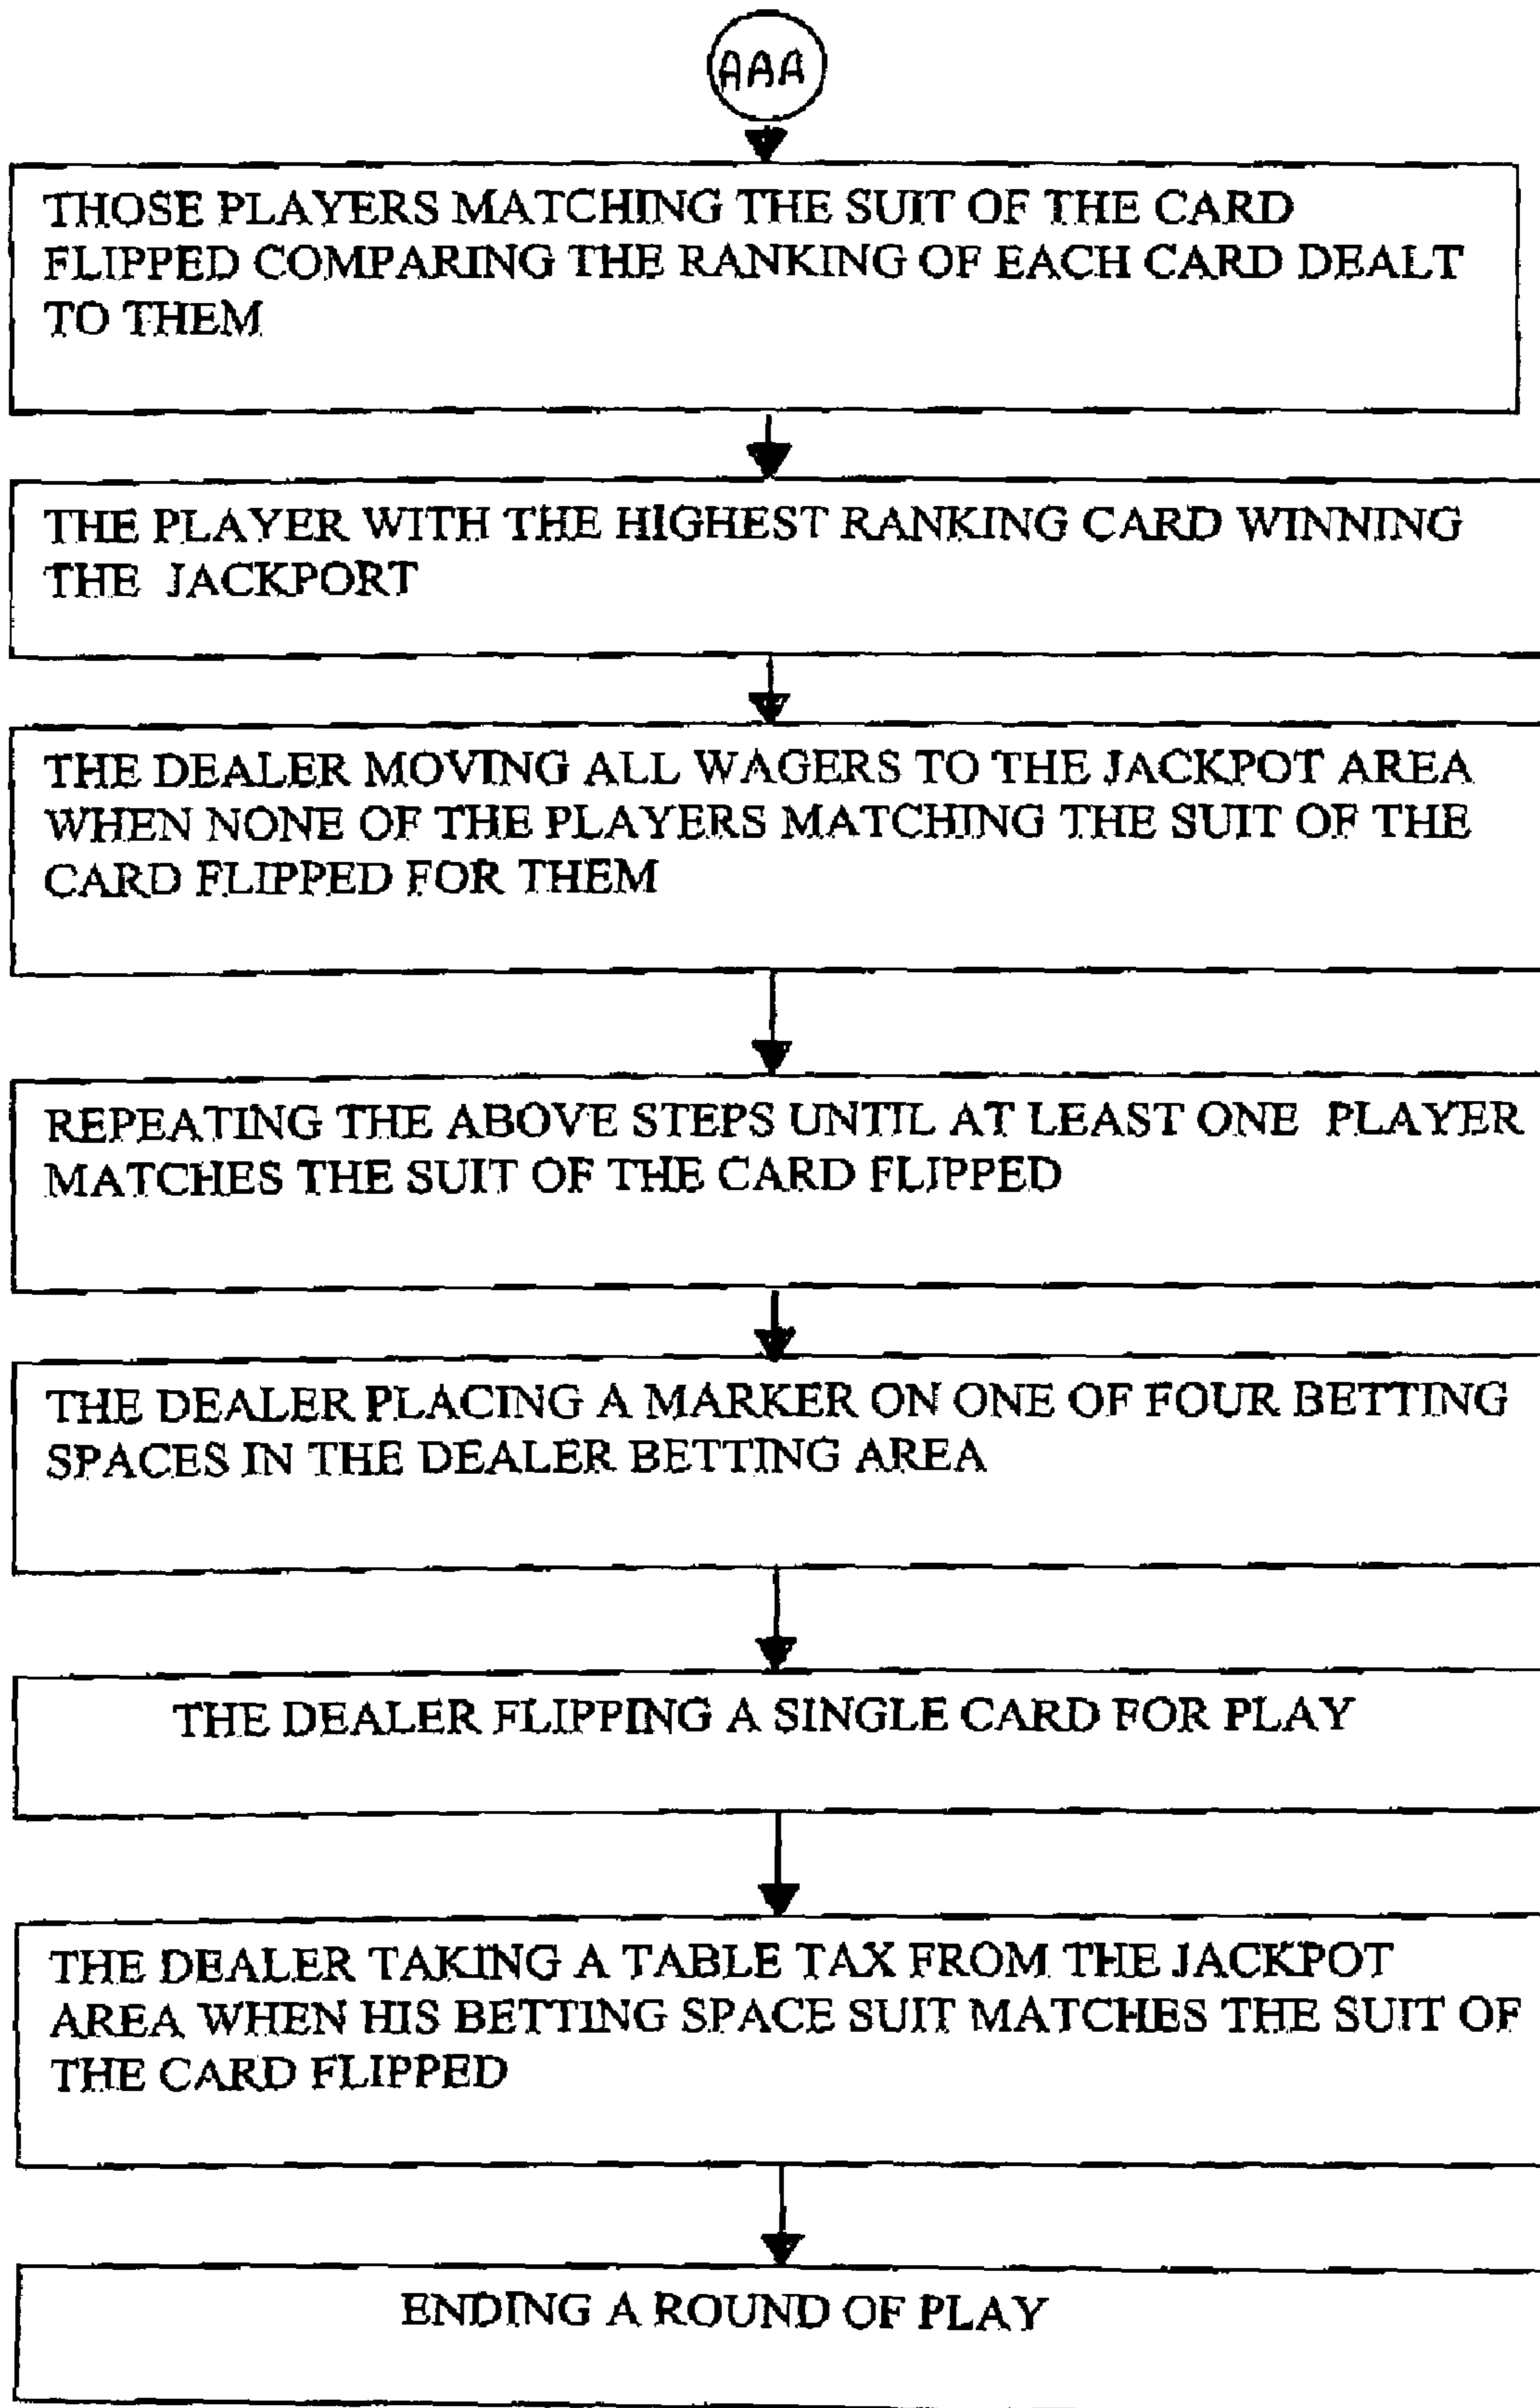 AAA
THOSE PLAYERS MATCHING THE SUIT OF THE CARD
FLIPPED COMPARING THE RANKING OF EACH CARD DEALT
TO THEM
THE PLAYER WITH THE HIGHEST RANKING CARD WINNING
THE JACKPORT
THE DEALER MOVING ALL WAGERS TO THE JACKPOT AREA
WHEN NONE OF THE PLAYERS MATCHING THE SUIT OF THE
CARD FLIPPED FOR THEM
REPEATING THE ABOVE STEPS UNTIL AT LEAST ONE PLAYER
MATCHES THE SUIT OF THE CARD FLIPPED
THE DEALER PLACING A MARKER ON ONE OF FOUR BETTING
SPACES IN THE DEALER BETTING AREA
THE DEALER FLIPPING A SINGLE CARD FOR PLAY
THE DEALER TAKING A TABLE TAX FROM THE JACKPOT
AREA WHEN HIS BETTING SPACE SUIT MATCHES THE SUIT OF
THE CARD FLIPPED
ENDING A ROUND OF PLAY